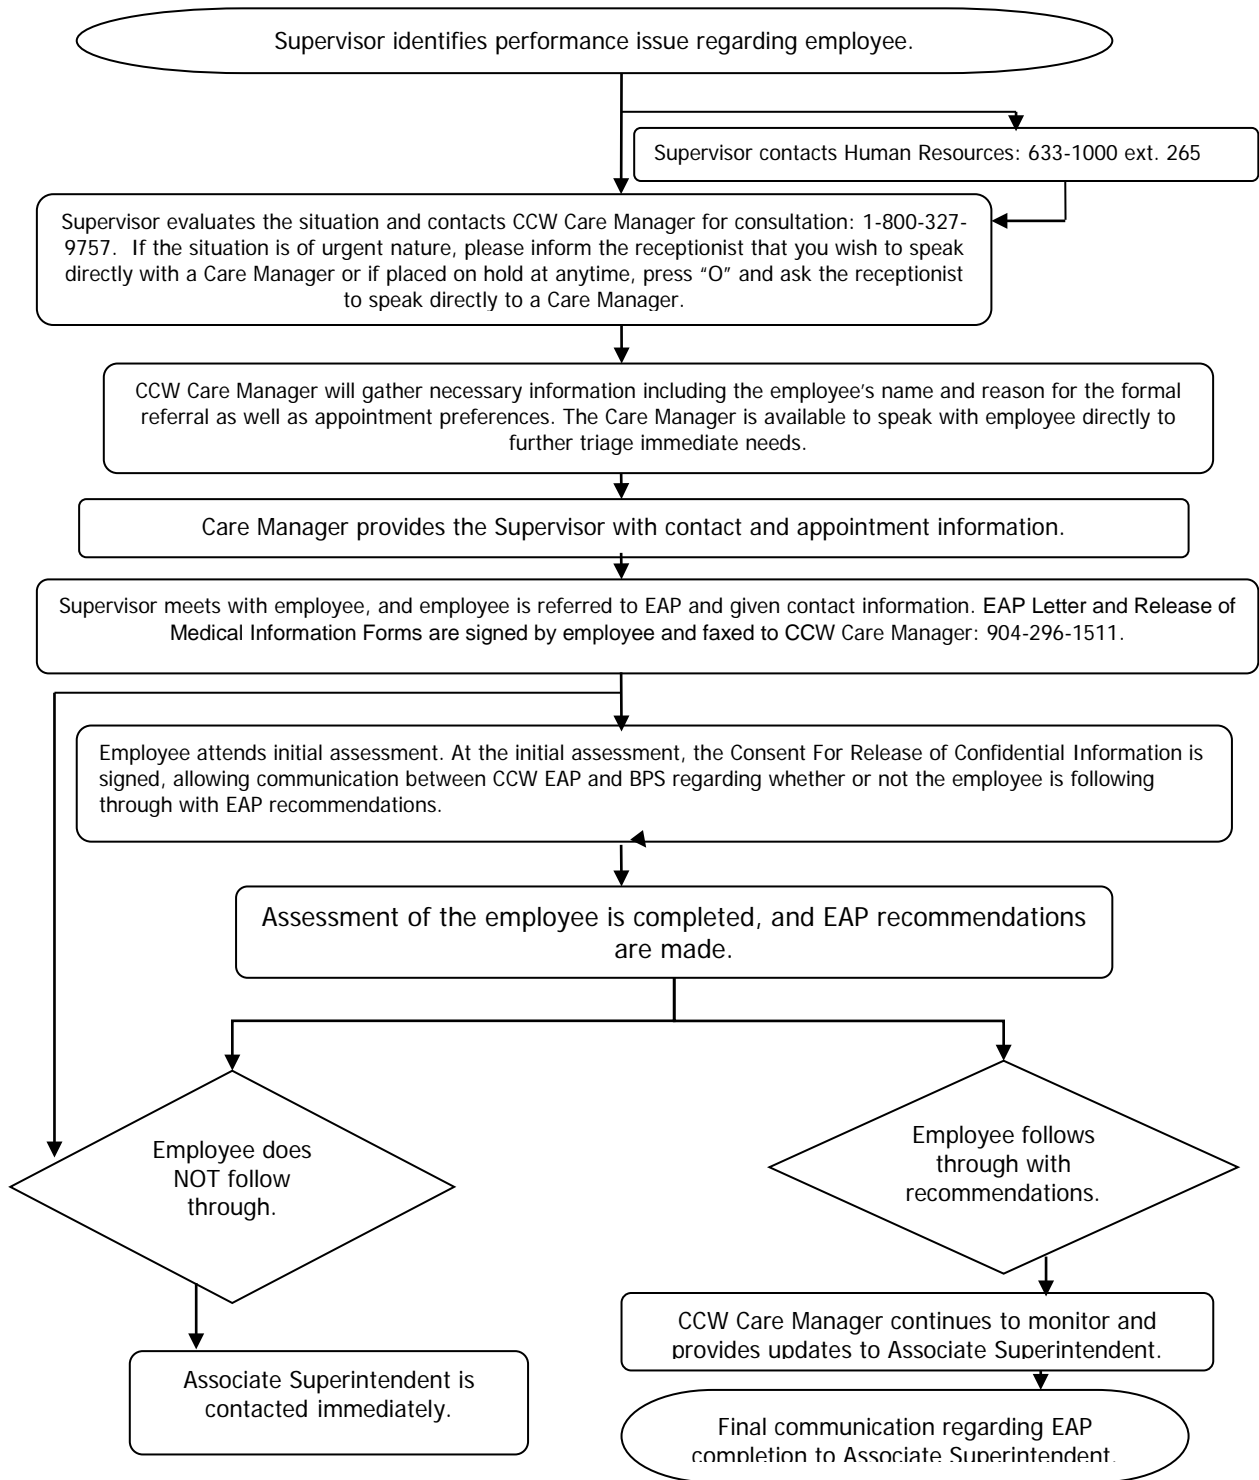 Supervisor identifies performance issue regarding employee.
Supervisor contacts Human Resources: 633-1000 ext. 265
Supervisor evaluates the situation and contacts CCW Care Manager for consultation: 1-800-327-
9757.  If the situation is of urgent nature, please inform the receptionist that you wish to speak
directly with a Care Manager or if placed on hold at anytime, press “O” and ask the receptionist
to speak directly to a Care Manager.
CCW Care Manager will gather necessary information including the employee’s name and reason for the formal
referral as well as appointment preferences. The Care Manager is available to speak with employee directly to
further triage immediate needs.
Care Manager provides the Supervisor with contact and appointment information.
Supervisor meets with employee, and employee is referred to EAP and given contact information. EAP Letter and Release of
Medical Information Forms are signed by employee and faxed to CCW Care Manager: 904-296-1511.
Employee attends initial assessment. At the initial assessment, the Consent For Release of Confidential Information is
signed, allowing communication between CCW EAP and BPS regarding whether or not the employee is following
through with EAP recommendations.
Assessment of the employee is completed, and EAP recommendations
are made.
Employee does
NOT follow
through.
Employee follows
through with
recommendations.
Associate Superintendent is
contacted immediately.
CCW Care Manager continues to monitor and
provides updates to Associate Superintendent.
Final communication regarding EAP
completion to Associate Superintendent.